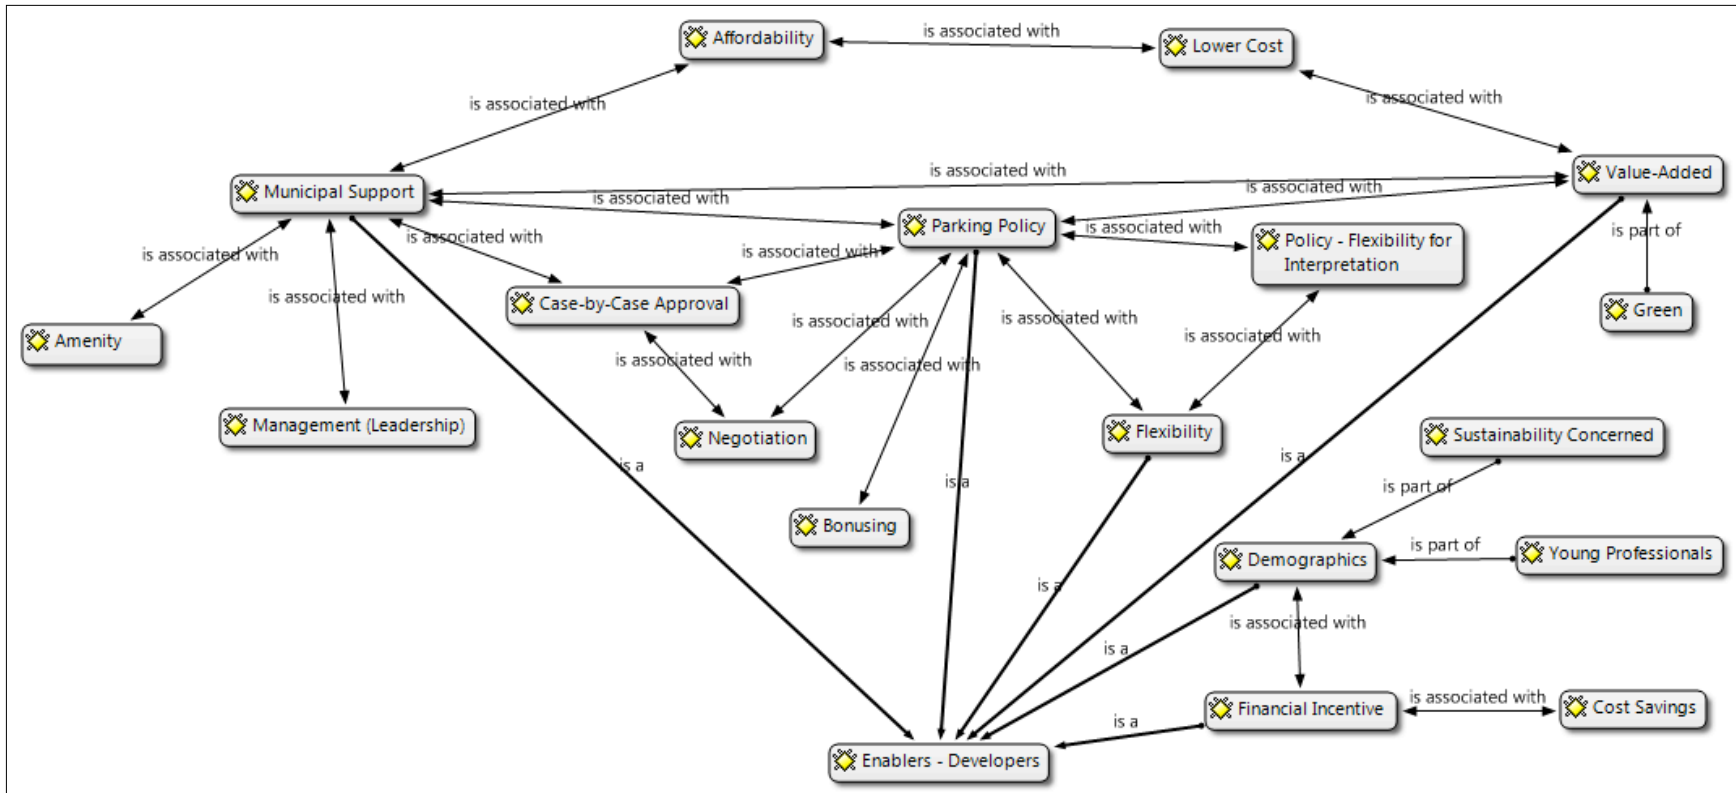 Affordability
is associated with
Lower Cost
is associated with
is associated with
Municipal Support
is associated with
Value-Added
is associated with
is associated with
Parking Policy
is associated with
Policy - Flexibility for
Interpretation
is part of
is associated with
is associated with
is associated with
is associated with
Case-by-Case Approval
Green
Amenity
is associated with
is associated with
is associated with
is associated with
is associated with
Management (Leadership)
Negotiation
Flexibility
Sustainability Concerned
is a
is a
is a
is part of
Bonusing
Demographics
is part of
Young Professionals
is a
is associated with
is a
Financial Incentive
is associated with
Cost Savings
is a
Enablers - Developers